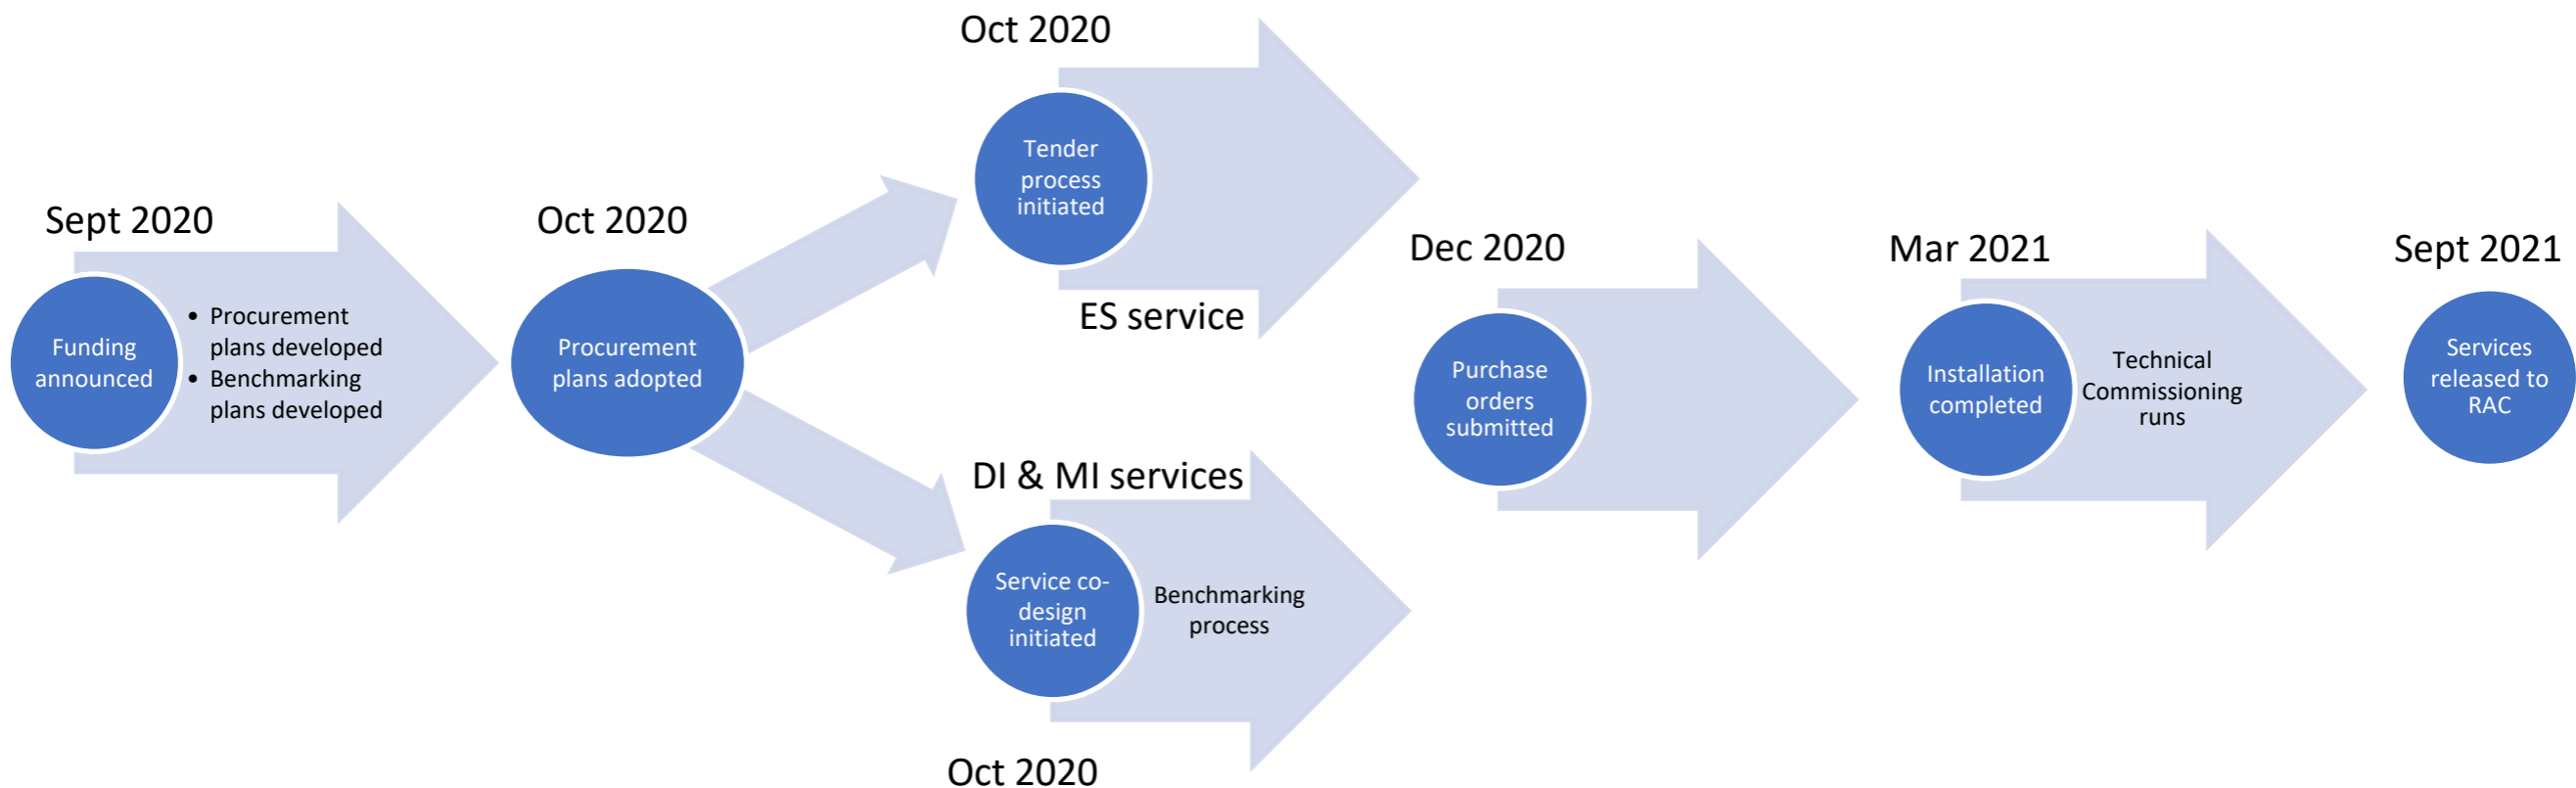 Sept 2020
Funding
announced
• Procurement
plans developed
• Benchmarking
plans developed
Oct 2020
Procurement
plans adopted
Oct 2020
Tender
process
initiated
ES service
DI & MI services
Service co-
design
initiated
Benchmarking
process
Oct 2020
Dec 2020
Purchase
orders
submitted
Mar 2021
Installation
completed
Technical
Commissioning
runs
Sept 2021
Services
released to
RAC